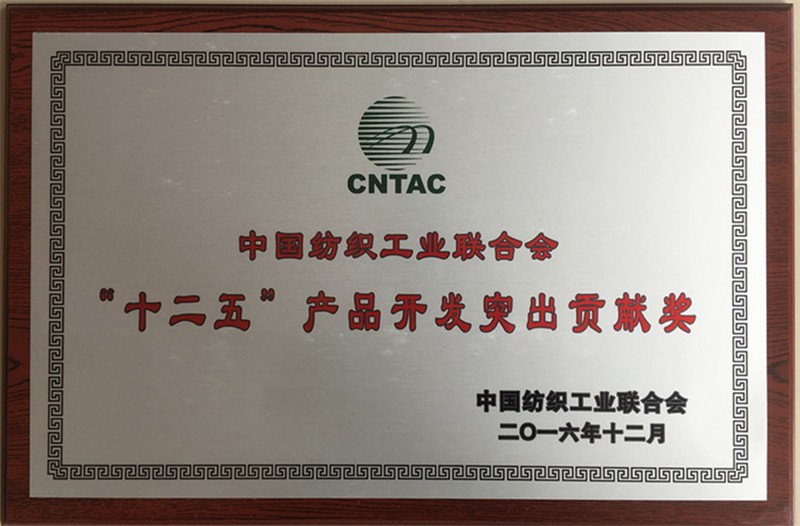 CNTAC
中国纺织工业联合会
“十二五”产品开发突出贡献奖
中国纺织工业联合会
二〇一六年十二月